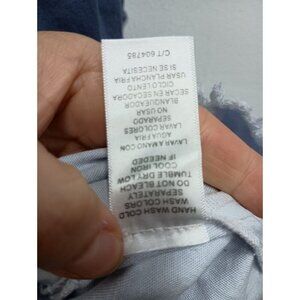 HAND WASH COLD
WASH COLORS
SEPARATELY
DO NOT BLEACH
TUMBLE DRY LOW
COOL IRON
IF NEEDED
LAVAR A MANO CON
AGUA FRIA
LAVAR COLORES
SEPARADO
NO USAR
BLANQUEADOR
SECAR EN SECADORA
CICLO LENTO
USAR PLANCHA FRIA
SI SE NECESITA
C/T 604785